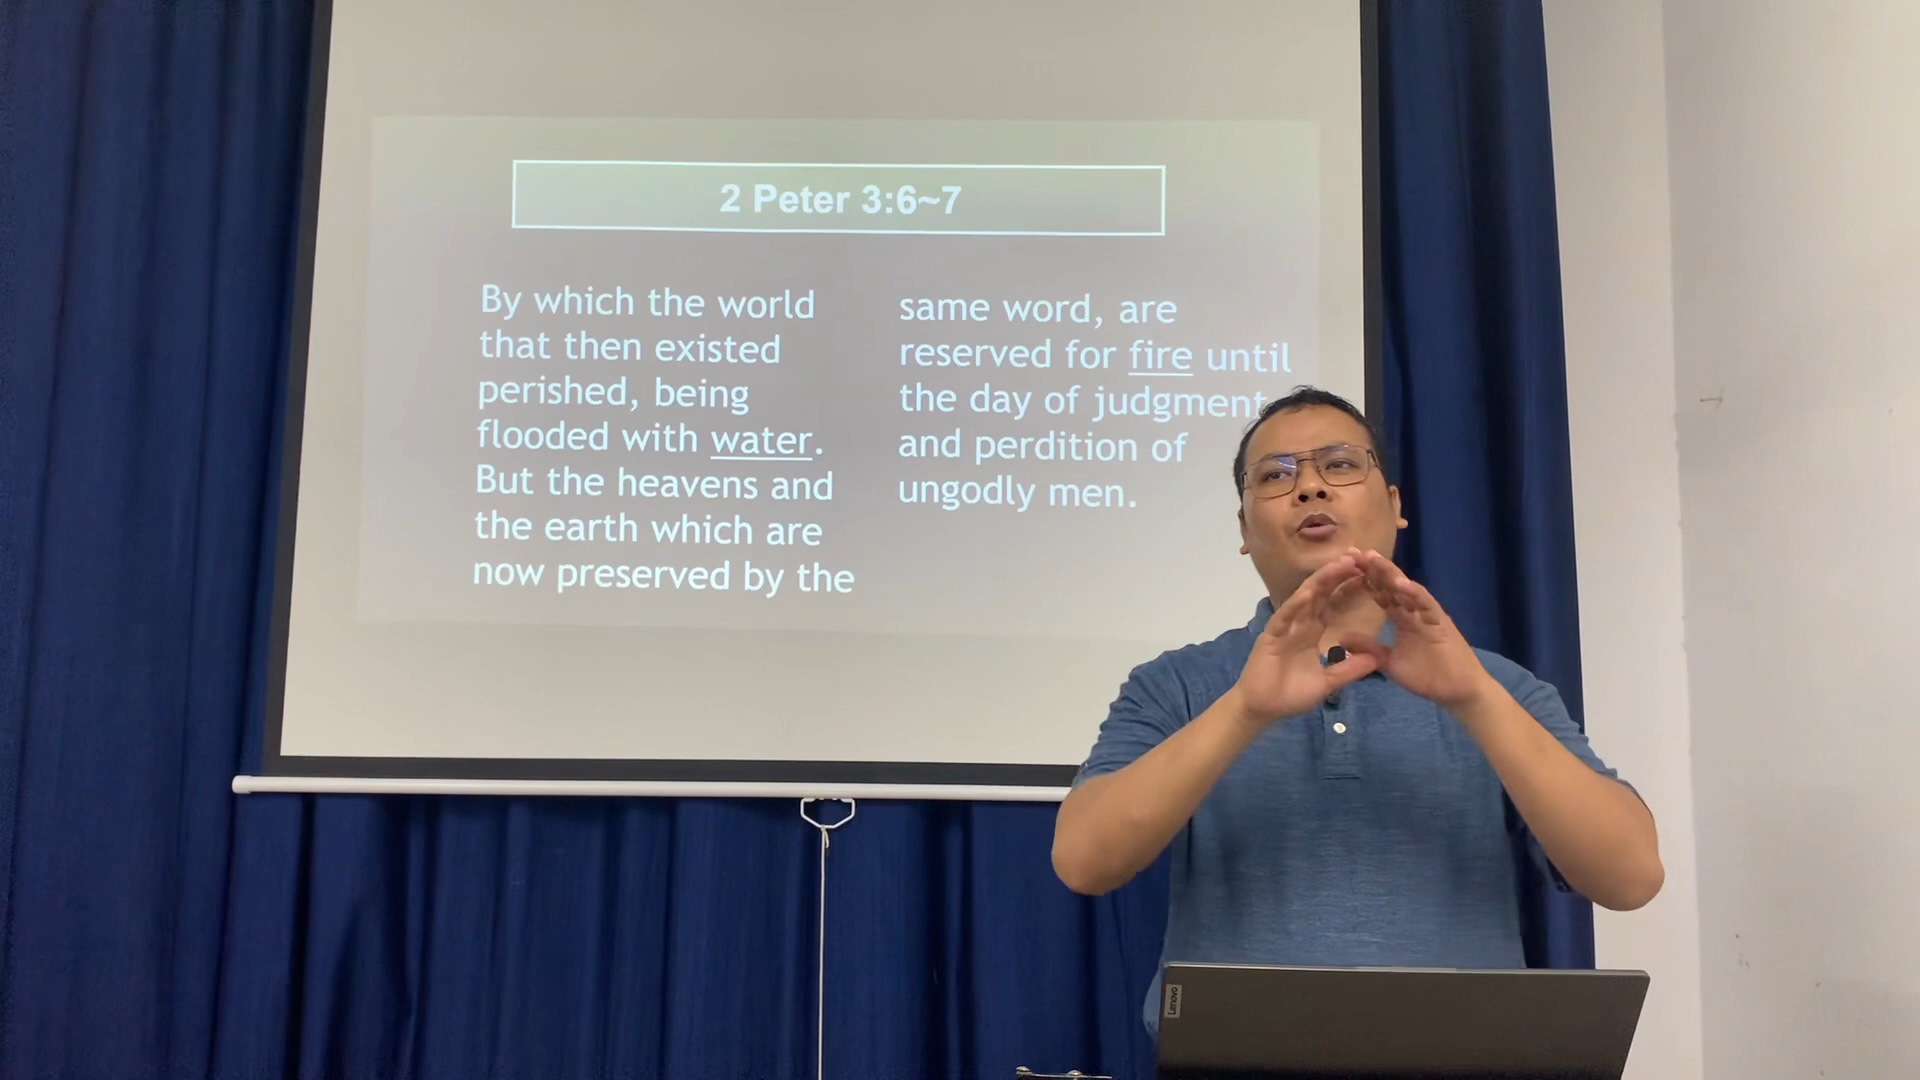 2 Peter 3:6~7
By which the world
that then existed
perished, being
flooded with water.
But the heavens and
the earth which are
now preserved by the
same word, are
reserved for fire until
the day of judgment
and perdition of
ungodly men.
Lenovo